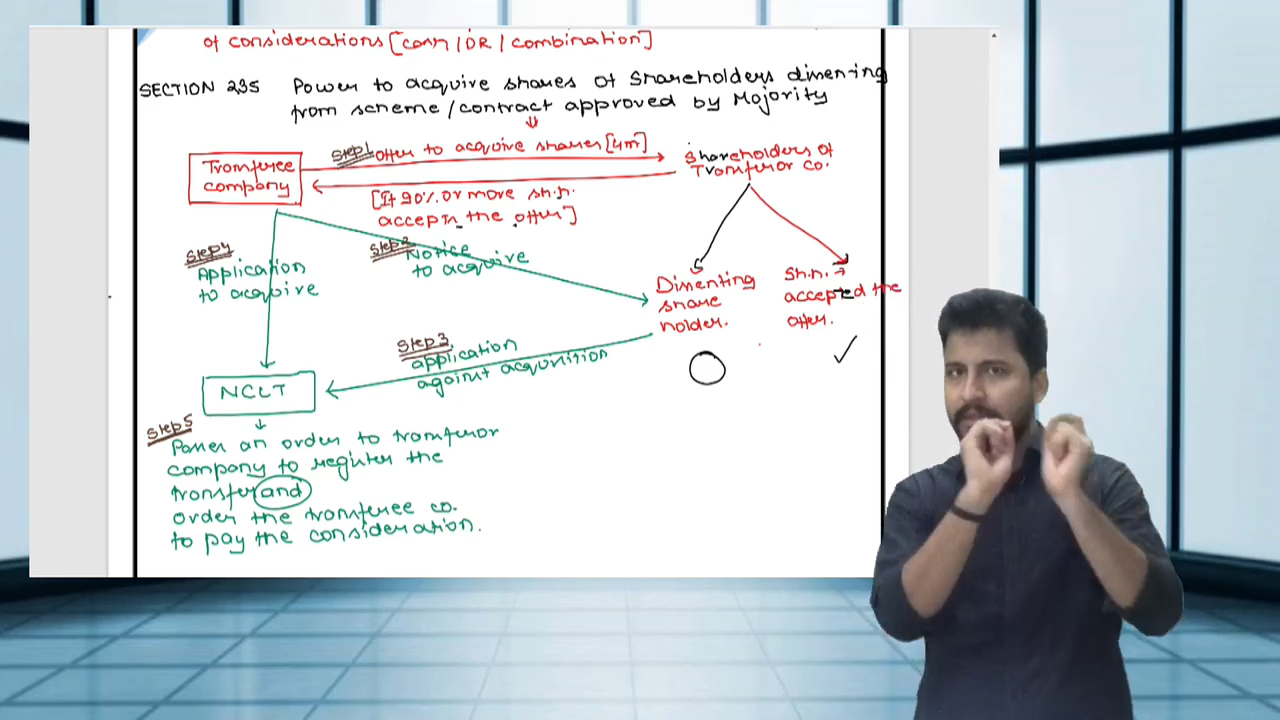 of considerations [cash / DR / combination]
SECTION 235 Power to acquire shares of shareholders dissenting
from scheme/contract approved by Majority
Step1 offer to acquire shares [4m]
Shareholders of
Transferor co.
Transferee
company
[If 90% or more sh.h.
accepts the offer]
Step4
Application
to acquire
Step2 Notice
to acquire
Dissenting
share
holder.
Sh.h. →
accepted the
offer.
Step3
application
against acquisition
NCLT
Step5
Passes an order to transferor
company to register the
transfer and
order the transferee co.
to pay the consideration.